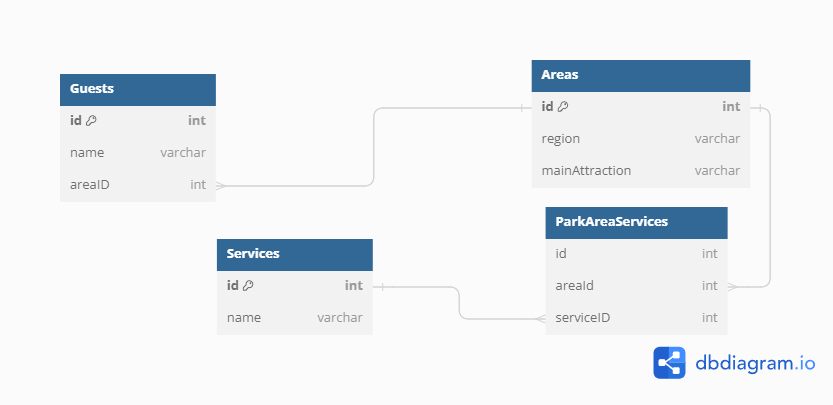 Guests
id int
name varchar
areaID int
Areas
id int
region varchar
mainAttraction varchar
Services
id int
name varchar
ParkAreaServices
id int
areaId int
serviceID int
dbdiagram.io